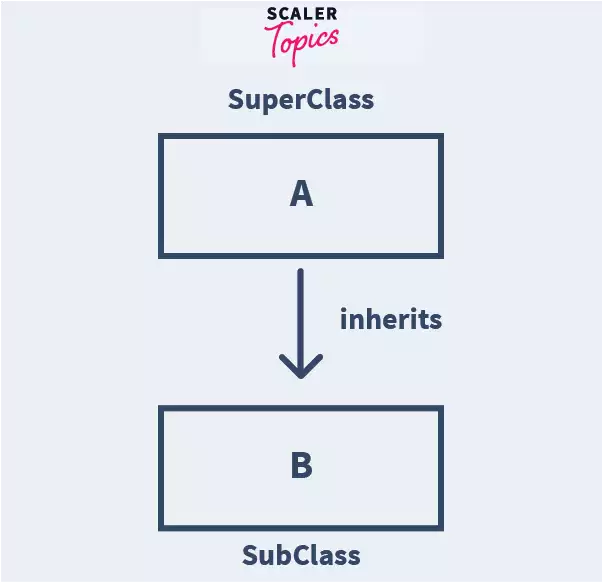 SCALER
Topics
SuperClass
A
inherits
B
SubClass